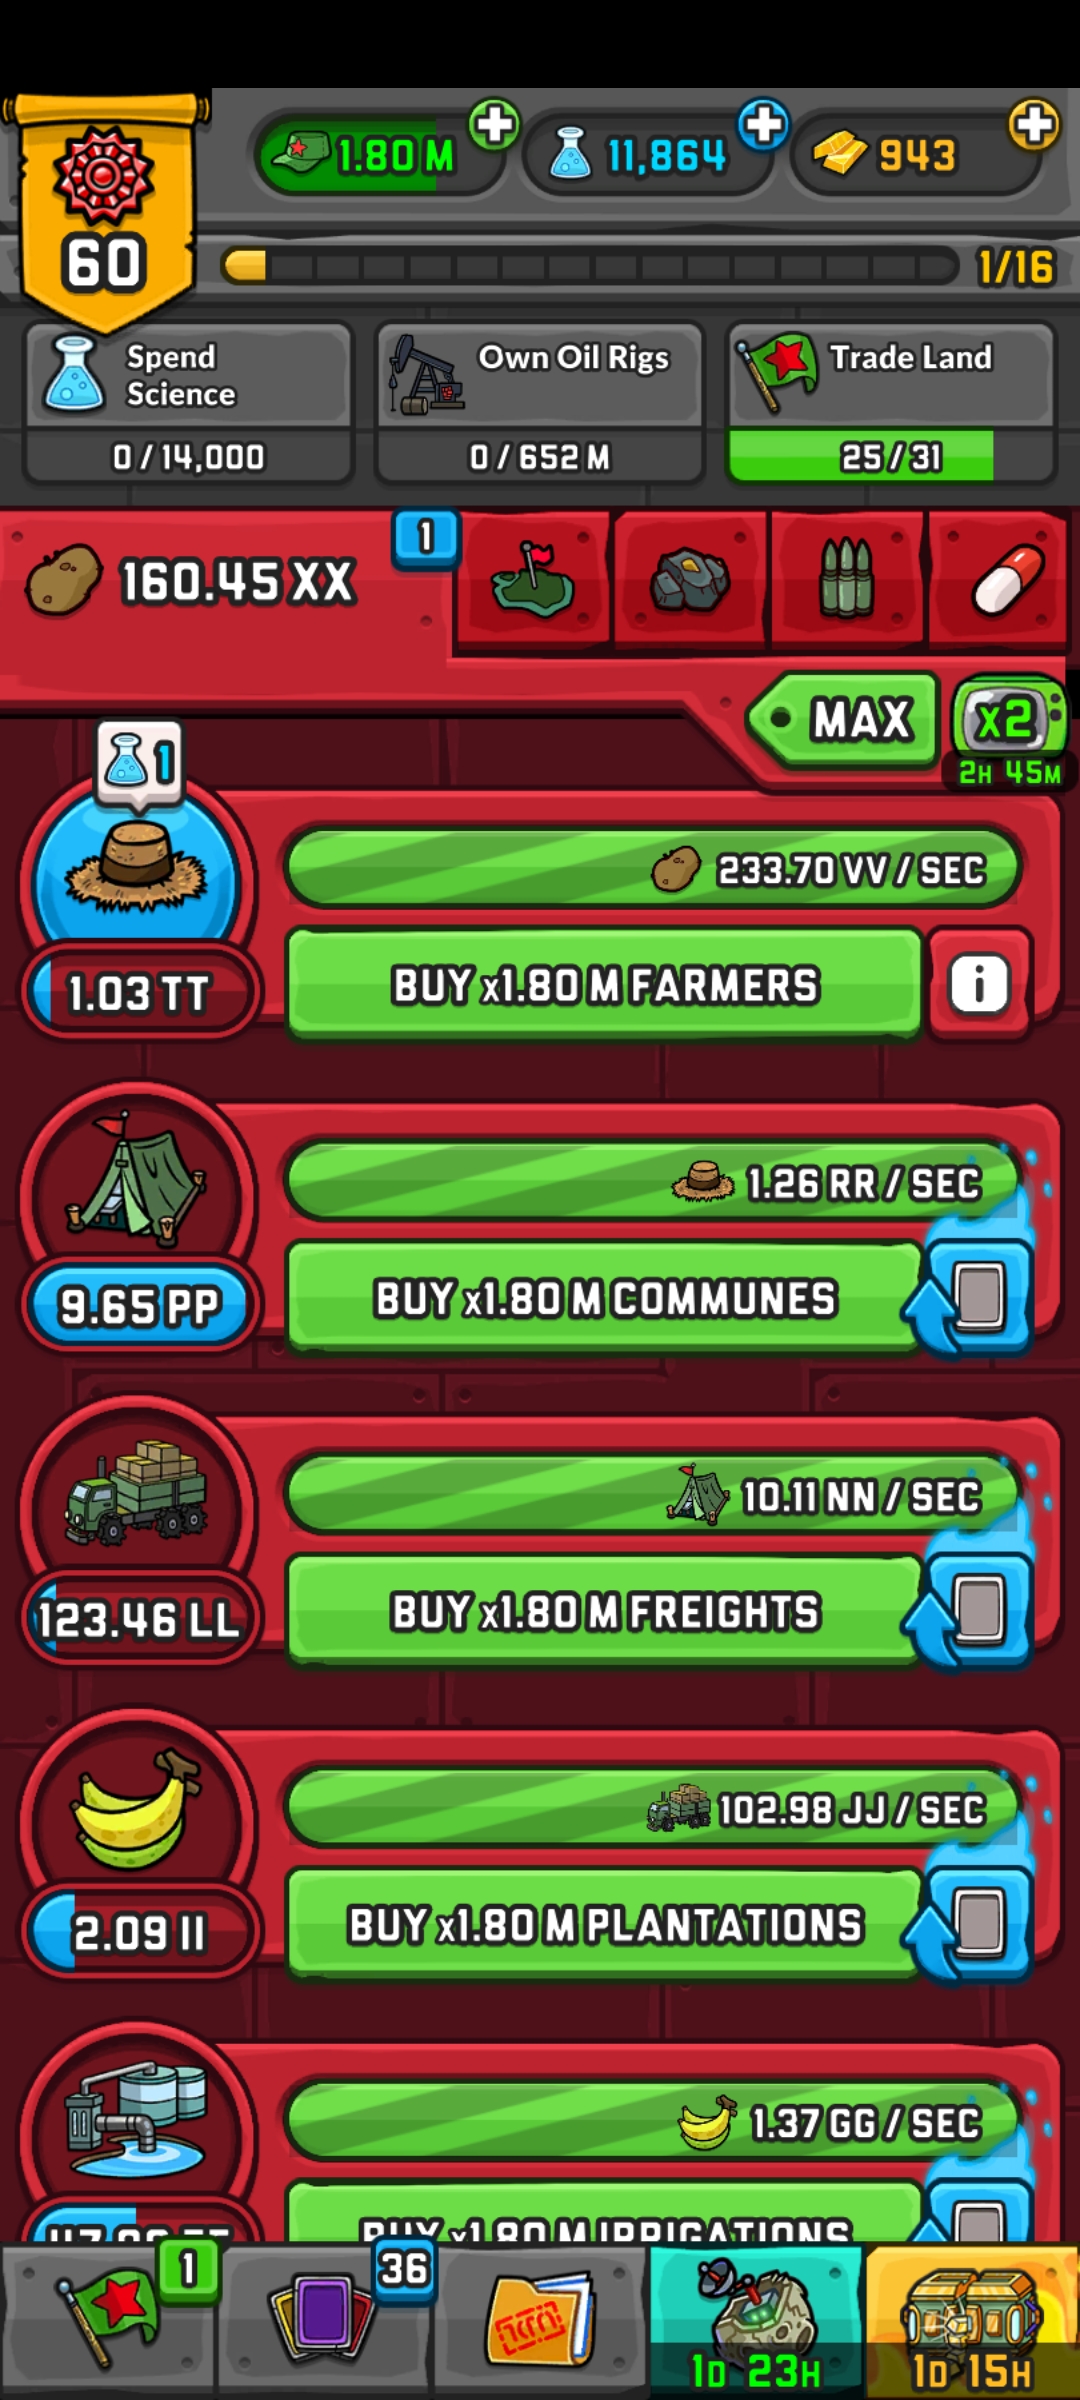 60
1.80 M
11,864
943
1/16
Spend
Science
0/14,000
Own Oil Rigs
0/652 M
Trade Land
25/31
160.45 XX
1
MAX
x2
2H 45M
1
233.70 VV / SEC
1.03 TT
BUY x1.80 M FARMERS
i
1.26 RR / SEC
9.65 PP
BUY x1.80 M COMMUNES
10.11 NN / SEC
123.46 LL
BUY x1.80 M FREIGHTS
102.98 JJ / SEC
2.09 II
BUY x1.80 M PLANTATIONS
1.37 GG / SEC
BUY x1.80 M IRRIGATIONS
1
36
1D 23H
1D 15H